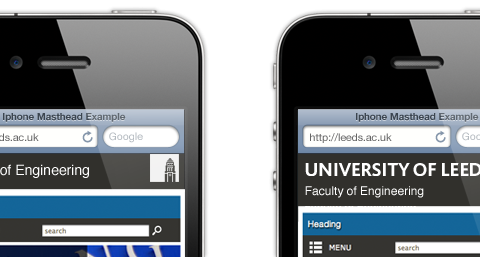 Iphone Masthead Example
ds.ac.uk
Google
of Engineering
search
Iphone Masthead Example
http://leeds.ac.uk
Goo
UNIVERSITY OF LEED
Faculty of Engineering
Heading
MENU
search